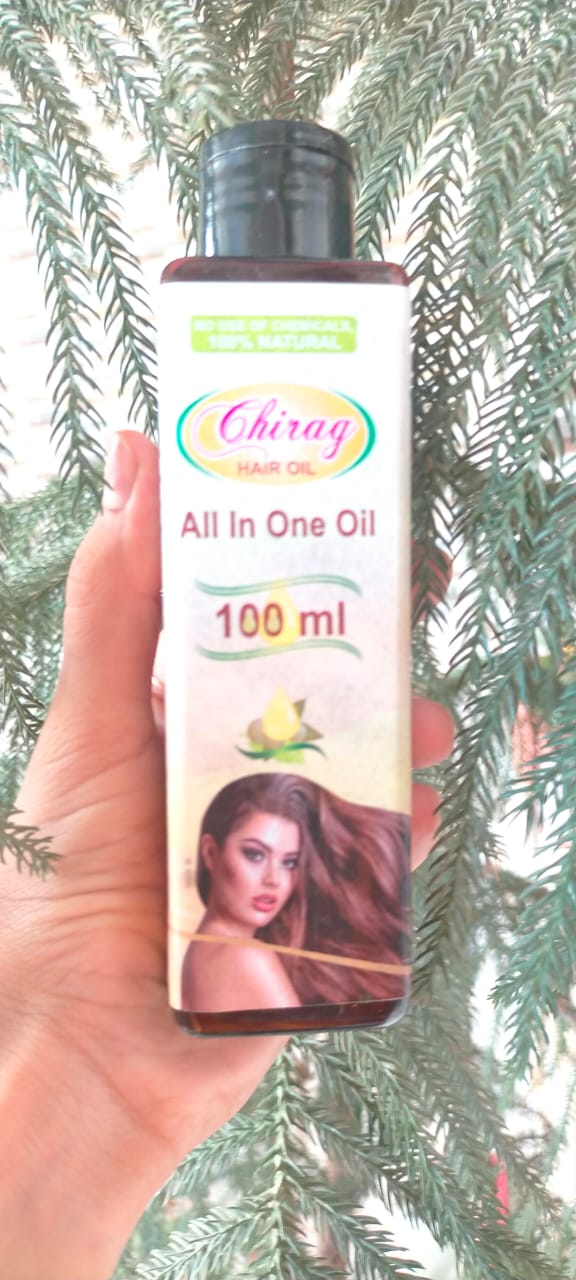 NO USE OF CHEMICALS,
100% NATURAL
Chirag
HAIR OIL
All In One Oil
100 ml